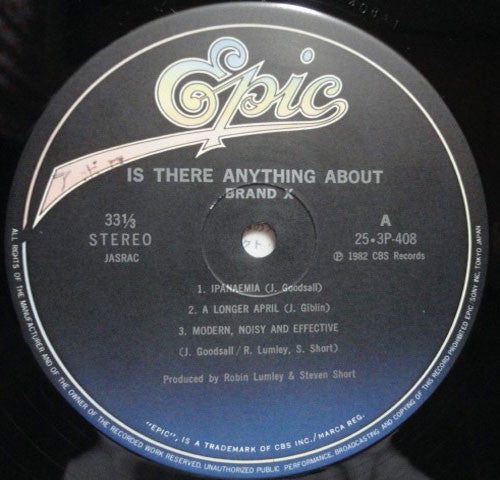 Epic
IS THERE ANYTHING ABOUT
BRAND X
33 1/3
STEREO
JASRAC
A
25・3P-408
Ⓟ 1982 CBS Records
1. IPANAEMIA (J. Goodsall)
2. A LONGER APRIL (J. Giblin)
3. MODERN, NOISY AND EFFECTIVE
(J. Goodsall/R. Lumley, S. Short)
Produced by Robin Lumley & Steven Short
"EPIC", IS A TRADEMARK OF CBS INC./MARCA REG.
ALL RIGHTS OF THE MANUFACTURER AND OF THE OWNER OF THE RECORDED WORK RESERVED. UNAUTHORIZED PUBLIC PERFORMANCE, BROADCASTING AND COPYING OF THIS RECORD PROHIBITED EPIC/SONY INC. TOKYO JAPAN